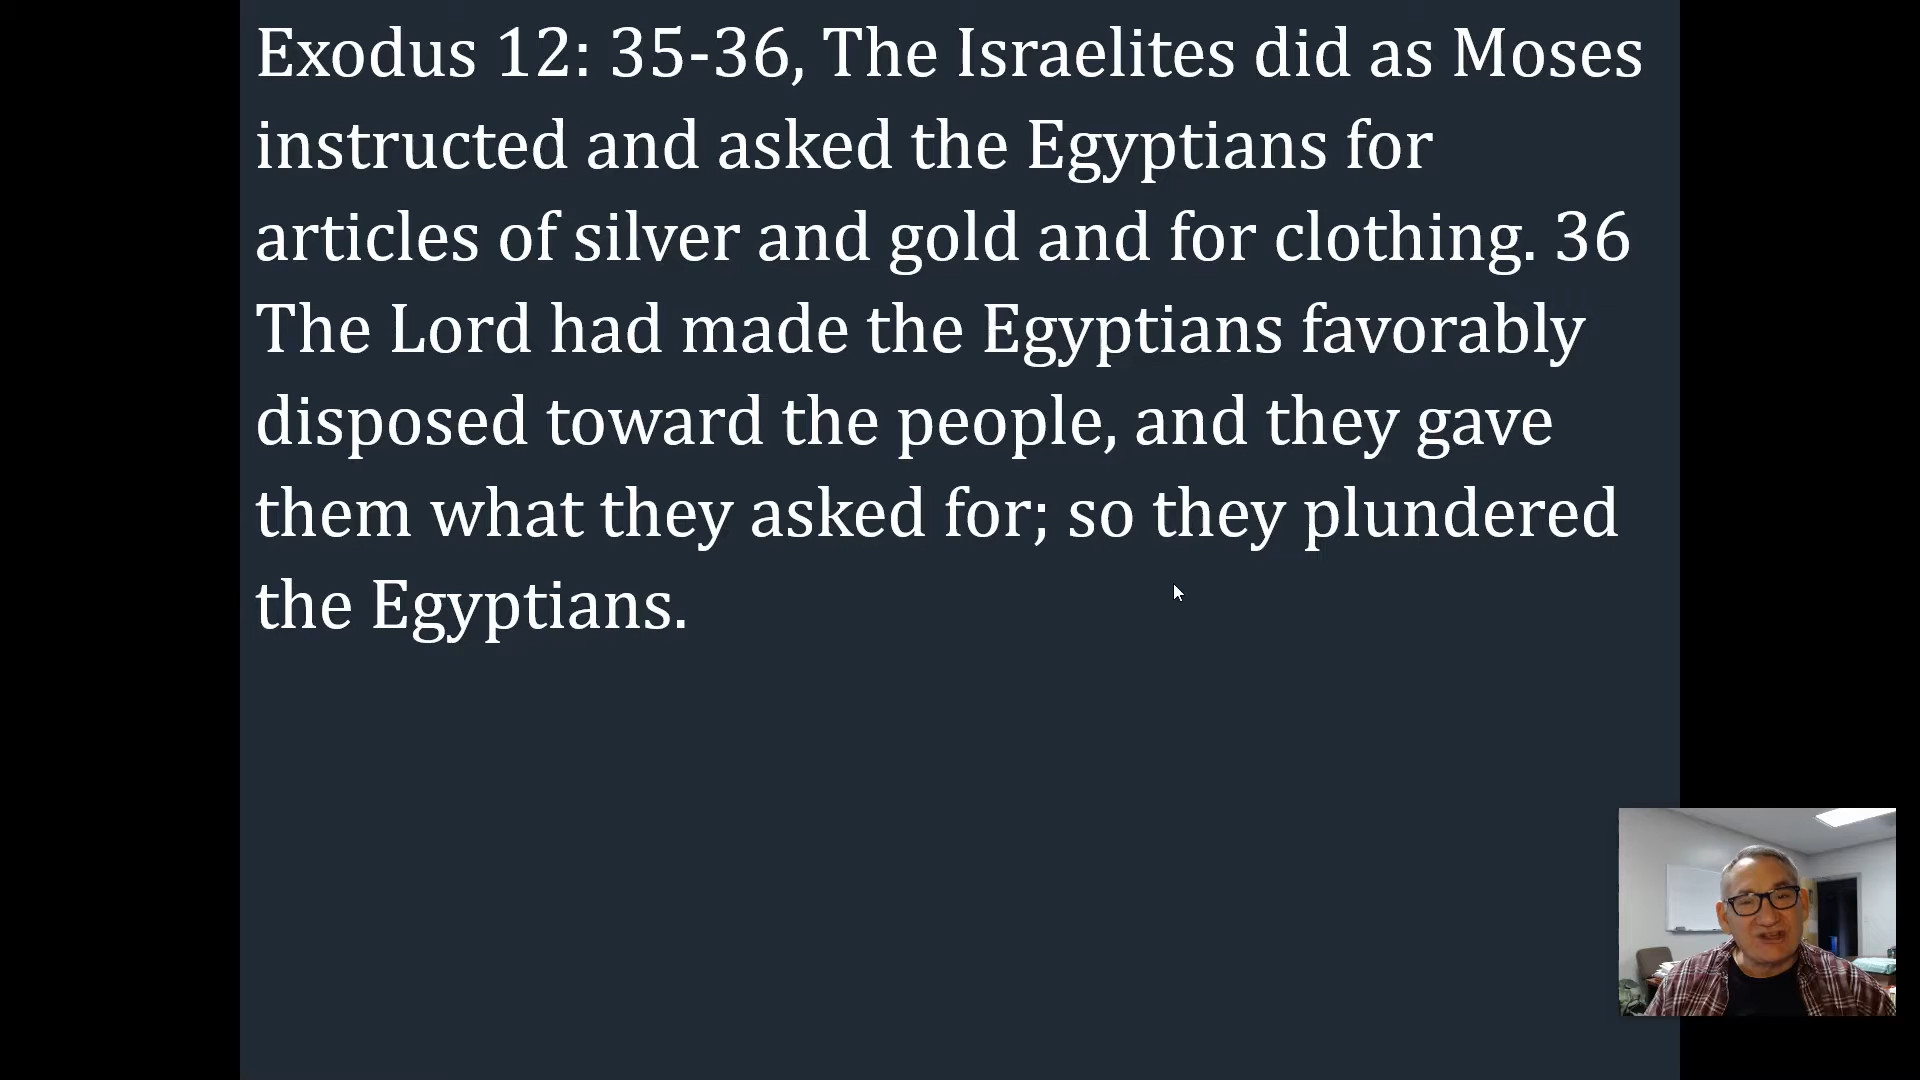 Exodus 12: 35-36, The Israelites did as Moses
instructed and asked the Egyptians for
articles of silver and gold and for clothing. 36
The Lord had made the Egyptians favorably
disposed toward the people, and they gave
them what they asked for; so they plundered
the Egyptians.